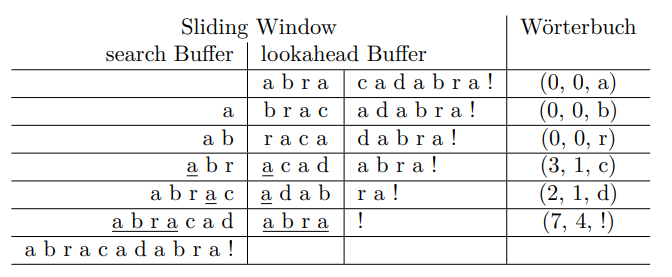 Sliding Window Wörterbuch
search Buffer lookahead Buffer
a b r a c a d a b r a ! (0, 0, a)
a b r a c a d a b r a ! (0, 0, b)
a b r a c a d a b r a ! (0, 0, r)
a b r a c a d a b r a ! (3, 1, c)
a b r a c a d a b r a ! (2, 1, d)
a b r a c a d a b r a ! (7, 4, !)
a b r a c a d a b r a !